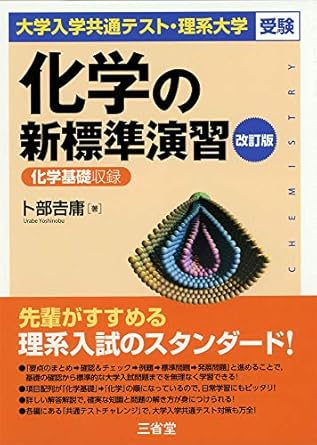 大学入学共通テスト・理系大学 受験
化学の
新標準演習 改訂版
化学基礎収録
卜部吉庸[著]
Urabe Yoshinobu
CHEMISTRY
先輩がすすめる
理系入試のスタンダード!
●「要点のまとめ➡確認&チェック➡例題➡標準問題➡発展問題」と進めることで、
基礎の確認から標準的な大学入試問題までを無理なく学習できる!
●項目配列が「化学基礎」➡「化学」の順になっているので、日常学習にもピッタリ!
●詳しい解答解説で、確実な知識と問題の解き方が身につけられる!
●各編にある「共通テストチャレンジ」で、大学入学共通テスト対策も万全!
三省堂